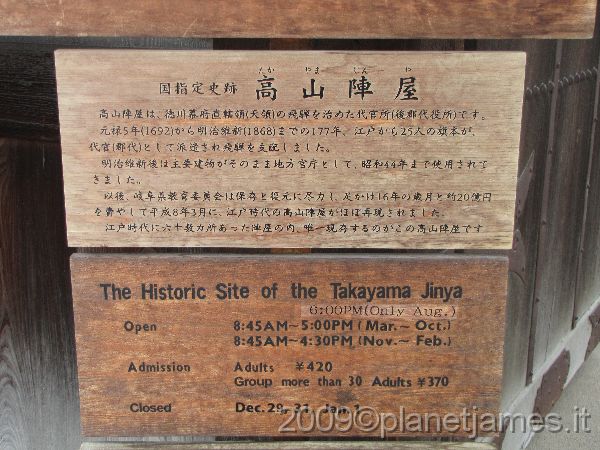 たか やま じん や
国指定史跡 高山陣屋
高山陣屋は、徳川幕府直轄領(天領)の飛騨を治めた代官所(後郡代役所)です。
元禄5年(1692)から明治維新(1868)までの177年、江戸から25人の旗本が、
代官(郡代)として派遣され飛騨を支配しました。
明治維新後は主要建物がそのまま地方官庁として、昭和44年まで使用されて
きました。
以後、岐阜県教育委員会は保存と復元に尽力し、足かけ16年の歳月と約20億円
を費やして平成8年3月に、江戸時代の高山陣屋がほぼ再現されました。
江戸時代に六十数カ所あった陣屋の内、唯一現存するのがこの高山陣屋です
The Historic Site of the Takayama Jinya
6:00PM(Only Aug.)
Open 8:45AM~5:00PM (Mar.~ Oct.)
8:45AM~4:30PM (Nov.~ Feb.)
Admission Adults ¥420
Group more than 30 Adults ¥370
Closed Dec. 29, 31, Jan. 1
2009©planetjames.it